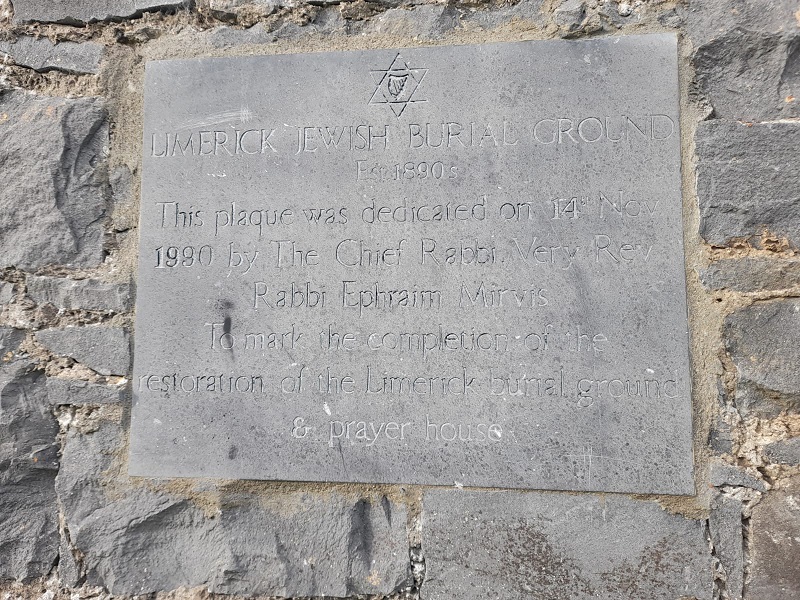 LIMERICK JEWISH BURIAL GROUND
Est 1890's
This plaque was dedicated on 14th Nov
1990 by The Chief Rabbi, Very Rev
Rabbi Ephraim Mirvis
To mark the completion of the
restoration of the Limerick burial ground
& prayer house